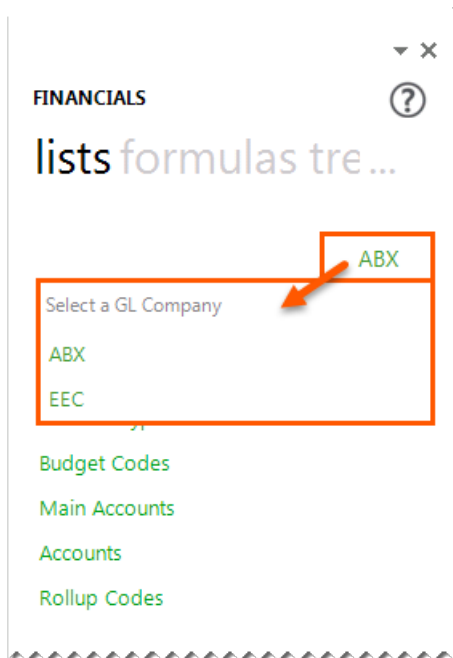 FINANCIALS
?
lists formulas tre...
ABX
Select a GL Company
ABX
EEC
Budget Codes
Main Accounts
Accounts
Rollup Codes